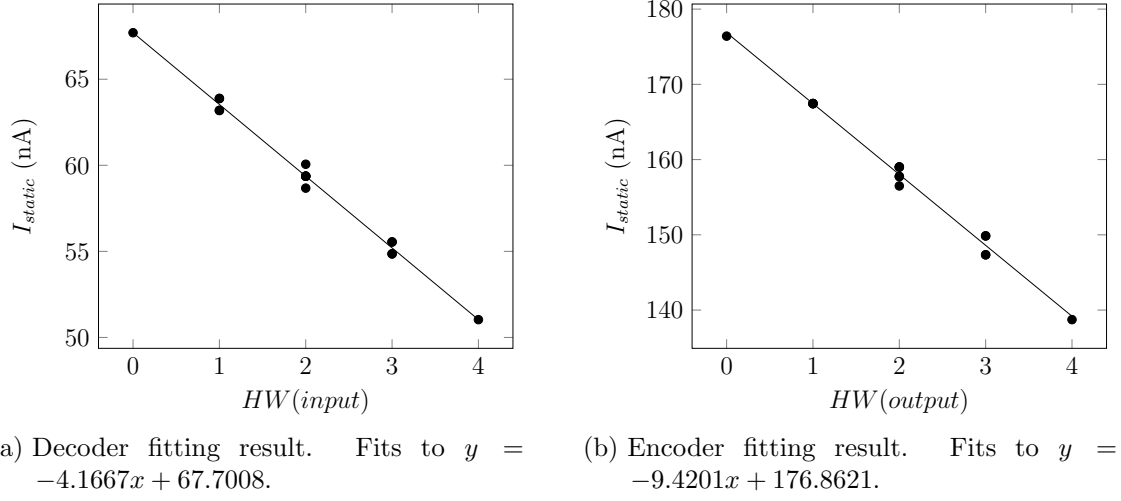 65
60
55
50
0 1 2 3 4
I_static (nA)
HW(input)
a) Decoder fitting result. Fits to y =
−4.1667x + 67.7008.
180
170
160
150
140
0 1 2 3 4
I_static (nA)
HW(output)
(b) Encoder fitting result. Fits to y =
−9.4201x + 176.8621.